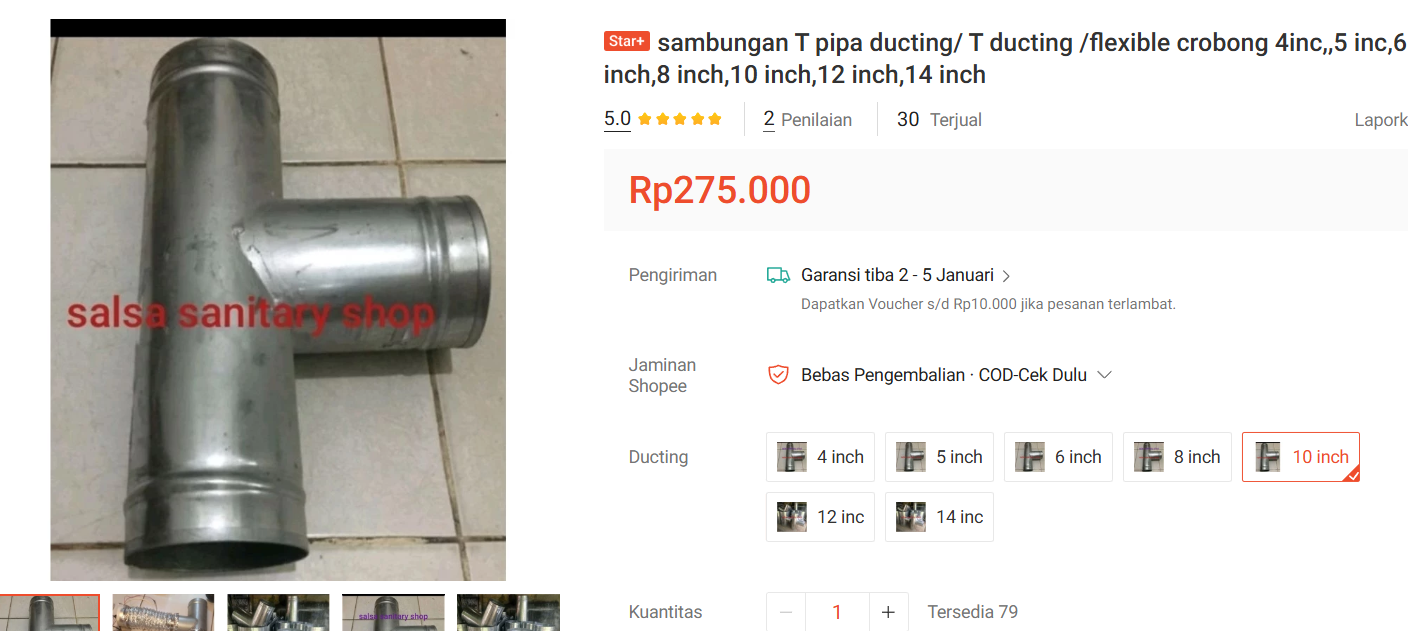 Star+ sambungan T pipa ducting/ T ducting /flexible crobong 4inc,,5 inc,6
inch,8 inch,10 inch,12 inch,14 inch
5.0 2 Penilaian 30 Terjual Lapork
Rp275.000
salsa sanitary shop
Pengiriman Garansi tiba 2 - 5 Januari
Dapatkan Voucher s/d Rp10.000 jika pesanan terlambat.
Jaminan
Shopee
Bebas Pengembalian · COD-Cek Dulu
Ducting 4 inch 5 inch 6 inch 8 inch 10 inch
12 inc 14 inc
Kuantitas 1 + Tersedia 79
salsa sanitary shop